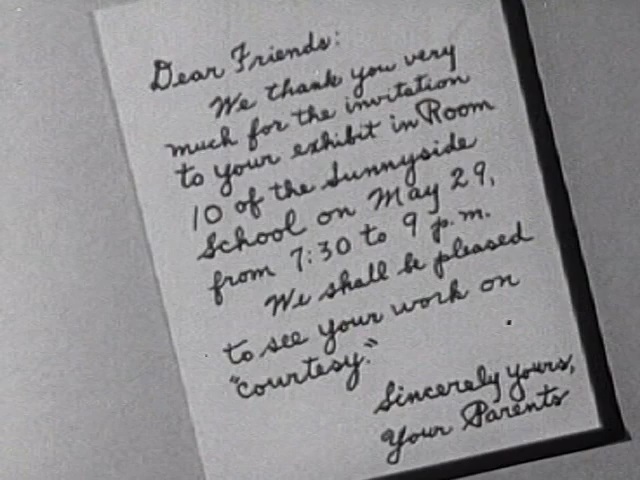 Dear Friends:
We thank you very
much for the invitation
to your exhibit in Room
10 of the Sunnyside
School on May 29,
from 7:30 to 9 p.m.
We shall be pleased
to see your work on
"courtesy."
Sincerely yours,
Your Parents